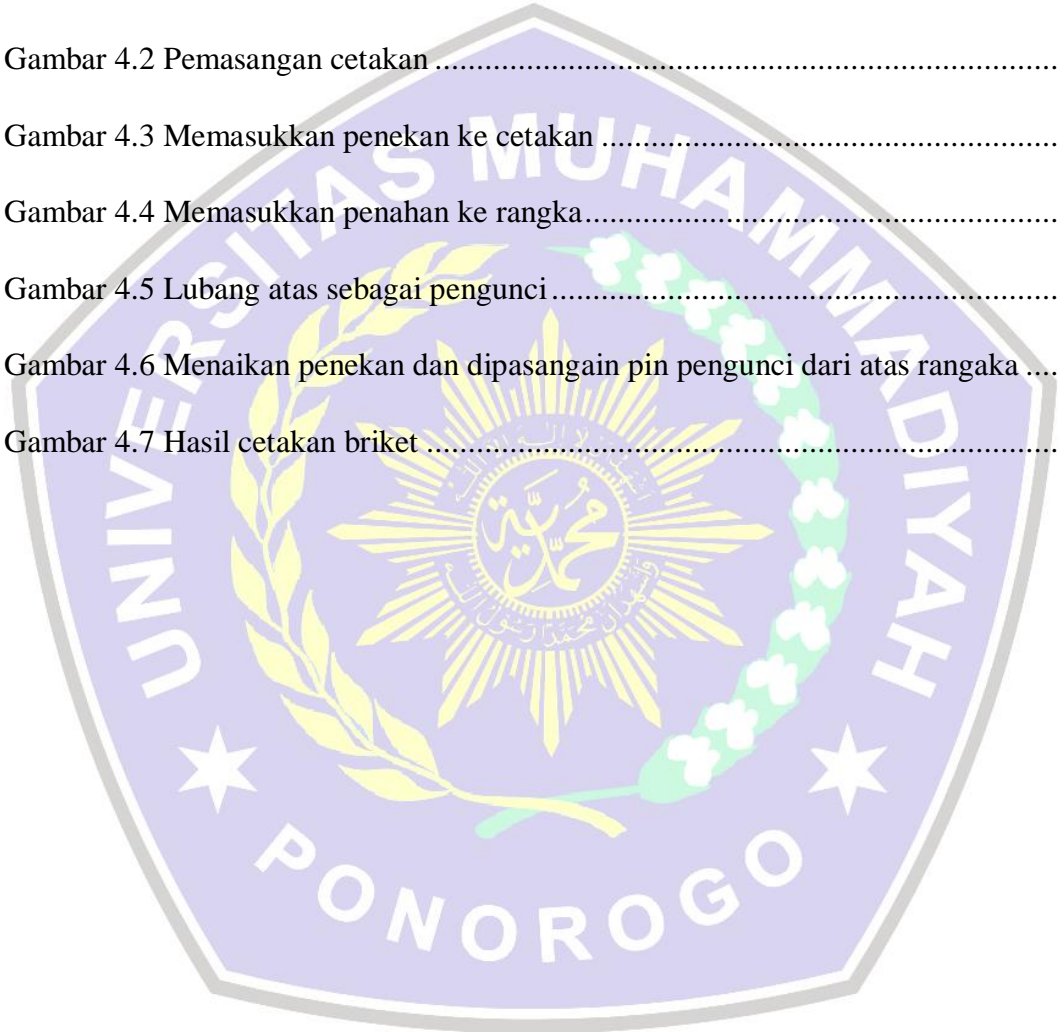 Gambar 4.2 Pemasangan cetakan ........................................................................
Gambar 4.3 Memasukkan penekan ke cetakan .....................................................
Gambar 4.4 Memasukkan penahan ke rangka.......................................................
Gambar 4.5 Lubang atas sebagai pengunci...........................................................
Gambar 4.6 Menaikan penekan dan dipasangain pin pengunci dari atas rangaka ....
Gambar 4.7 Hasil cetakan briket .........................................................................
UNIVERSITAS MUHAMMADIYAH
PONOROGO
محمدية